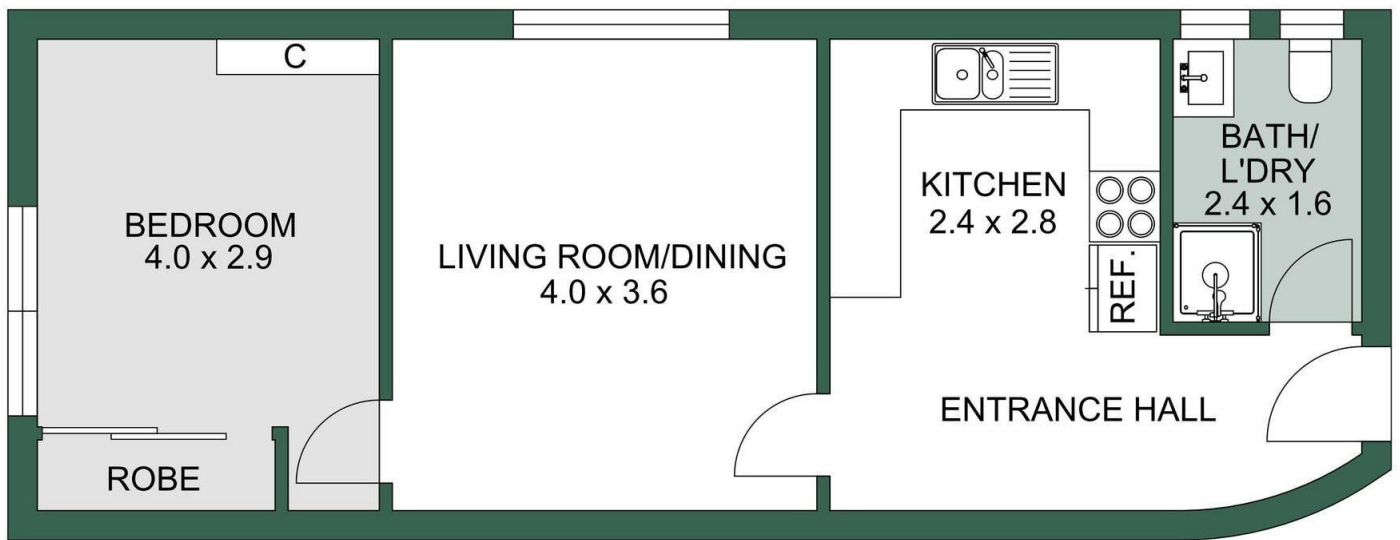 C
BEDROOM
4.0 x 2.9
ROBE
LIVING ROOM/DINING
4.0 x 3.6
KITCHEN
2.4 x 2.8
REF.
BATH/
L'DRY
2.4 x 1.6
ENTRANCE HALL